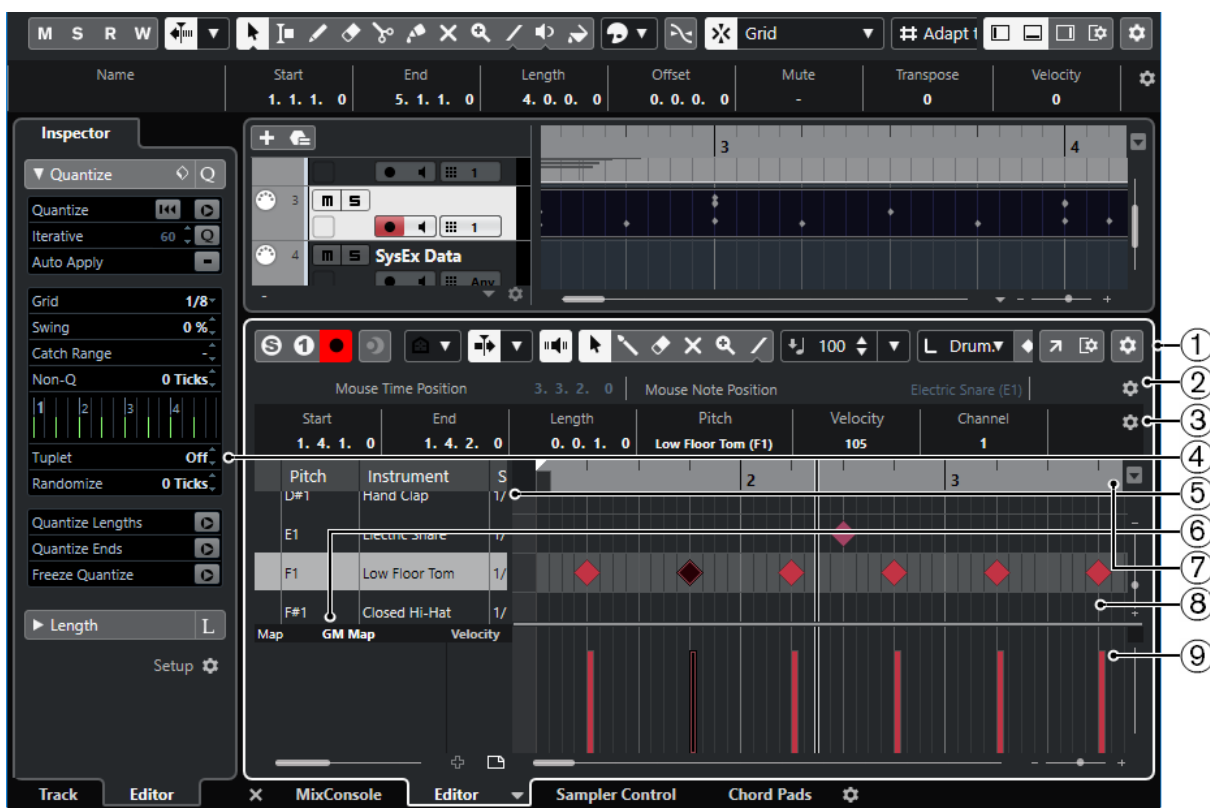 M S R W Grid Adapt t
Name Start End Length Offset Mute Transpose Velocity
1. 1. 1. 0 5. 1. 1. 0 4. 0. 0. 0 0. 0. 0. 0 - 0 0
Inspector
Quantize Q
Quantize
Iterative 60 Q
Auto Apply
Grid 1/8
Swing 0 %
Catch Range -
Non-Q 0 Ticks
1 2 3 4
Tuplet Off
Randomize 0 Ticks
Quantize Lengths
Quantize Ends
Freeze Quantize
Length L
Setup
3 4
1
3 m S
1
4 m S SysEx Data
Any
-
S 1 100 L Drum. 1
Mouse Time Position 3. 3. 2. 0 Mouse Note Position Electric Snare (E1) 2
Start End Length Pitch Velocity Channel 3
1. 4. 1. 0 1. 4. 2. 0 0. 0. 1. 0 Low Floor Tom (F1) 105 1
4
Pitch Instrument S 2 3
D#1 Hand Clap 1/ 5
E1 Electric Snare 1/ 6
F1 Low Floor Tom 1/ 7
F#1 Closed Hi-Hat 1/ 8
Map GM Map Velocity
9
Track Editor MixConsole Editor Sampler Control Chord Pads